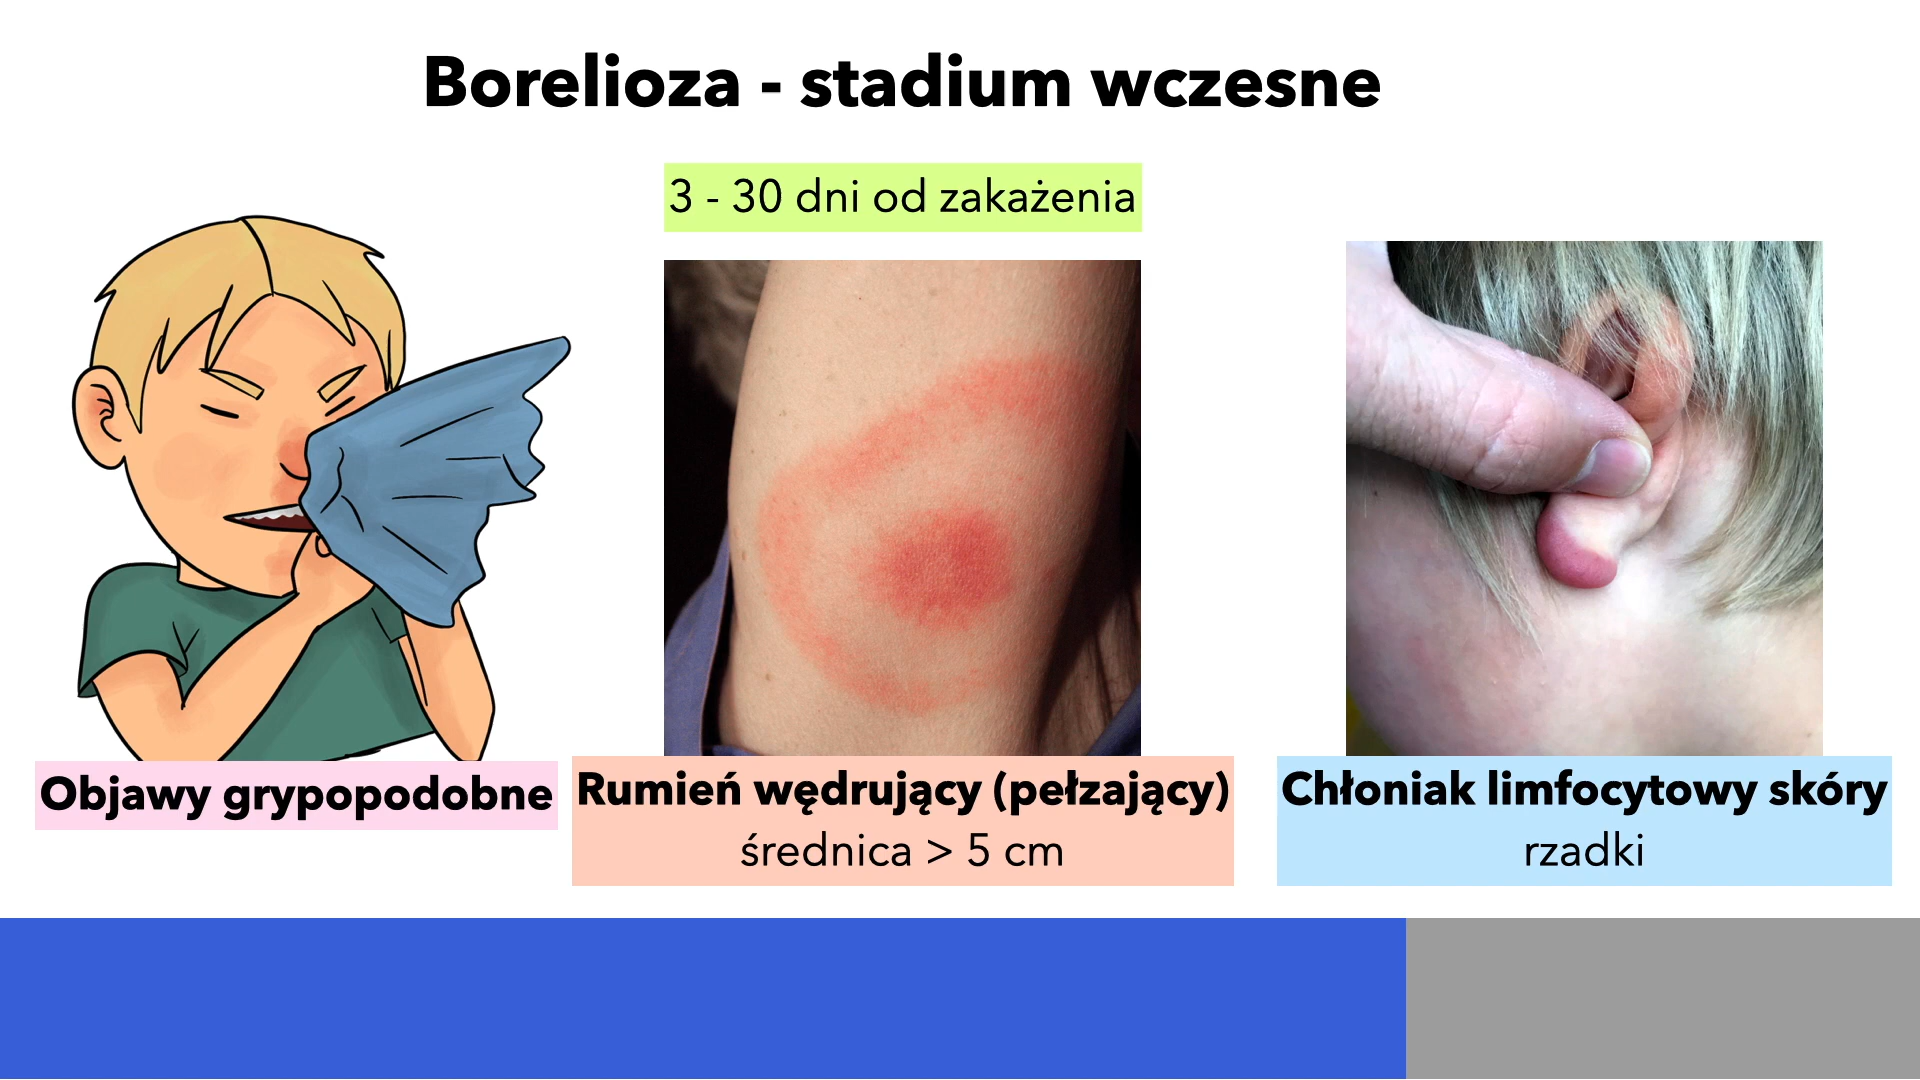 Borelioza - stadium wczesne
3 - 30 dni od zakażenia
Objawy grypopodobne
Rumień wędrujący (pełzający)
średnica > 5 cm
Chłoniak limfocytowy skóry
rzadki